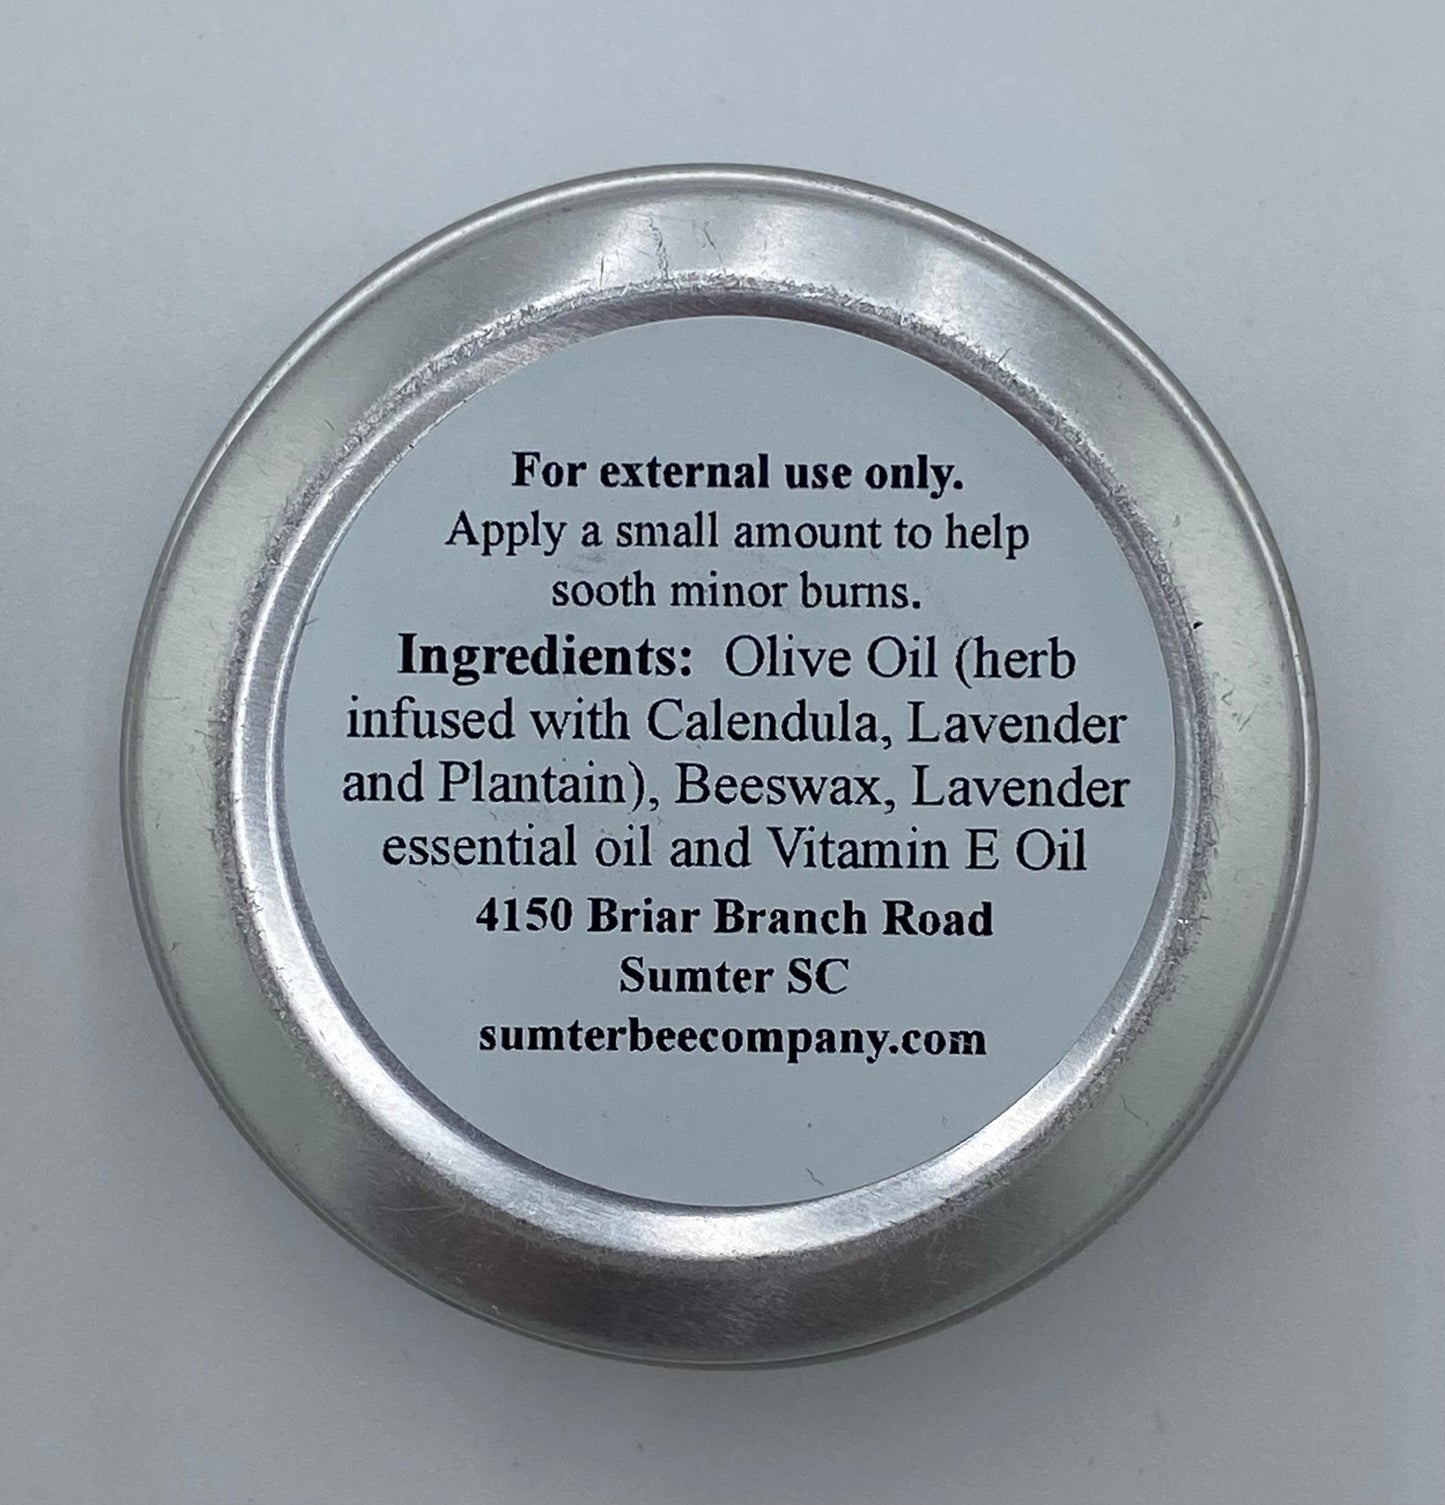 For external use only.
Apply a small amount to help
sooth minor burns.
Ingredients: Olive Oil (herb
infused with Calendula, Lavender
and Plantain), Beeswax, Lavender
essential oil and Vitamin E Oil
4150 Briar Branch Road
Sumter SC
sumterbeecompany.com